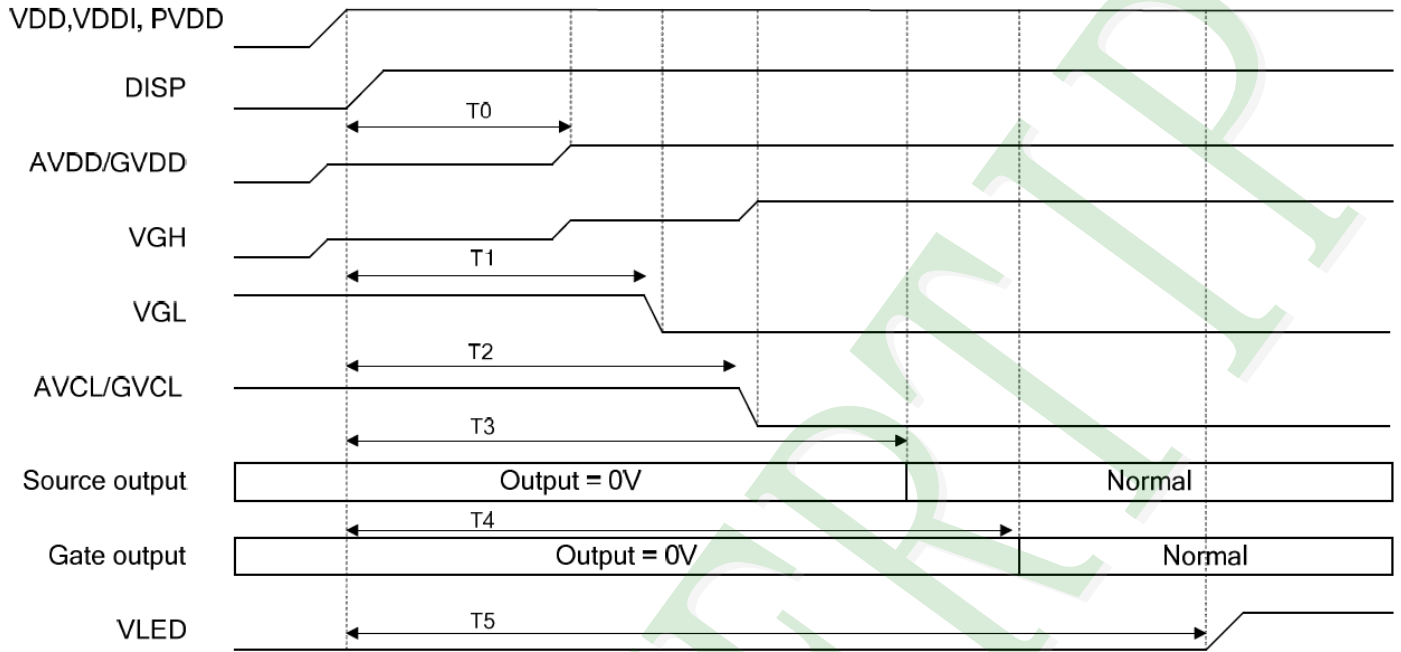 VDD,VDDI, PVDD
DISP
T0
AVDD/GVDD
VGH
T1
VGL
T2
AVCL/GVCL
T3
Source output Output = 0V Normal
T4
Gate output Output = 0V Normal
T5
VLED